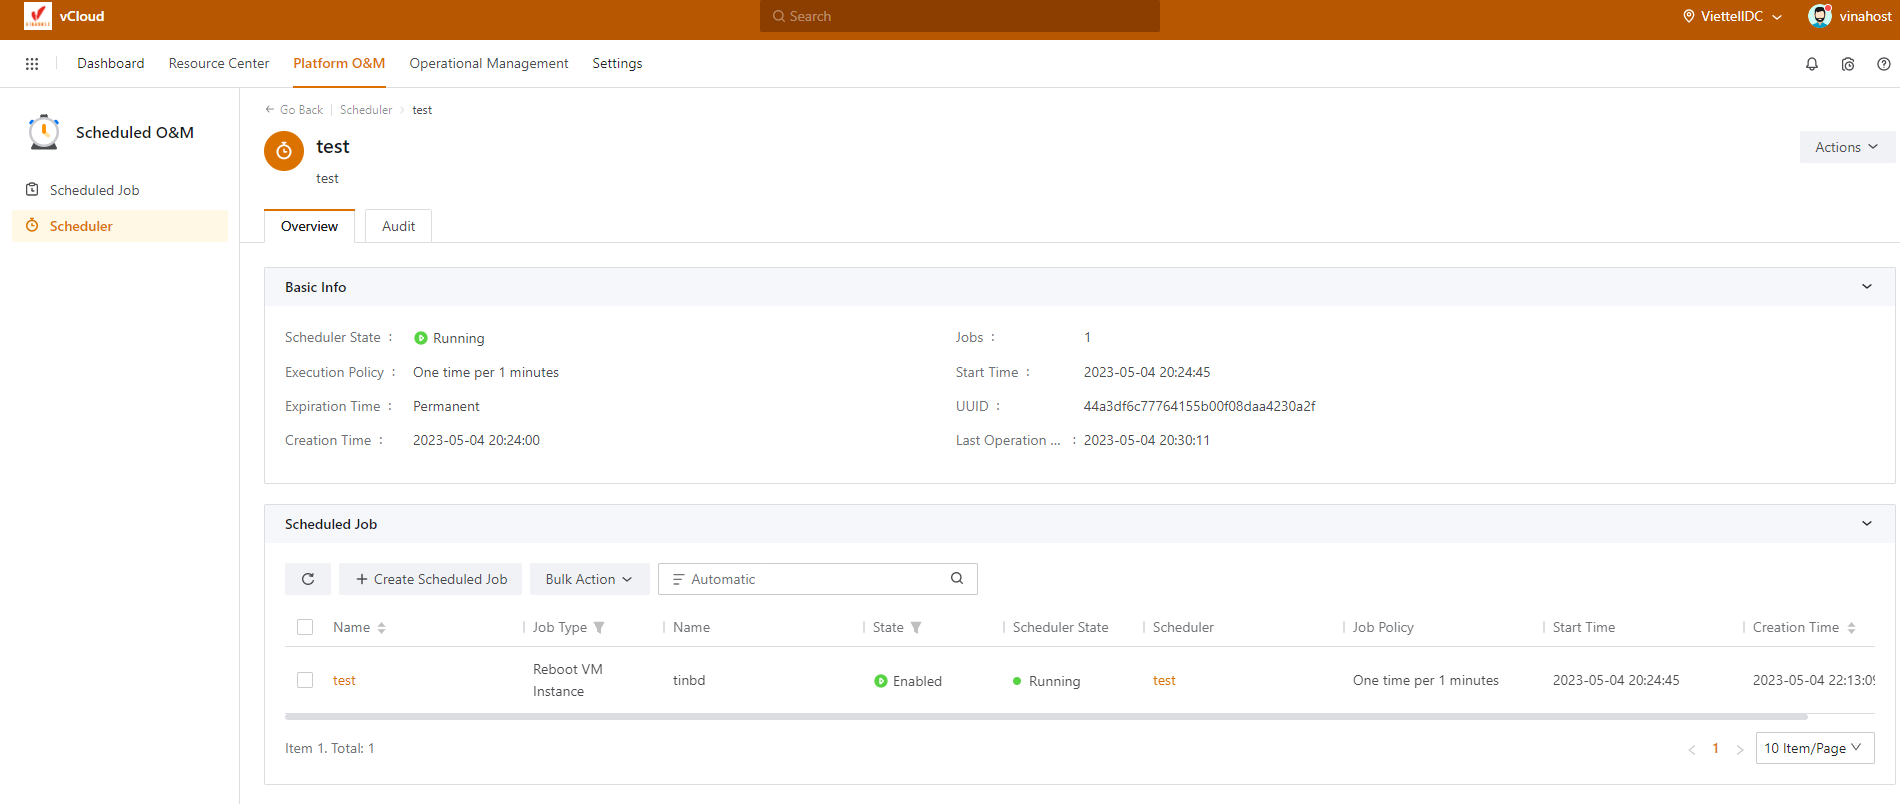 vCloud
Search
ViettelIDC
vinahost
Dashboard
Resource Center
Platform O&M
Operational Management
Settings
Scheduled O&M
Scheduled Job
Scheduler
Go Back
Scheduler
test
test
test
Actions
Overview
Audit
Basic Info
Scheduler State :
Running
Jobs :
1
Execution Policy :
One time per 1 minutes
Start Time :
2023-05-04 20:24:45
Expiration Time :
Permanent
UUID :
44a3df6c77764155b00f08daa4230a2f
Creation Time :
2023-05-04 20:24:00
Last Operation ... :
2023-05-04 20:30:11
Scheduled Job
+ Create Scheduled Job
Bulk Action
Automatic
Name
Job Type
Name
State
Scheduler State
Scheduler
Job Policy
Start Time
Creation Time
test
Reboot VM
Instance
tinbd
Enabled
Running
test
One time per 1 minutes
2023-05-04 20:24:45
2023-05-04 22:13:09
Item 1. Total: 1
< 1 >
10 Item/Page